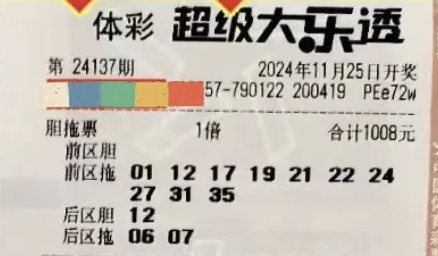 体彩 超级大乐透
第 24137期 2024年11月25日开奖
57-790122 200419 PEe72w
胆拖票 1倍 合计1008元
前区胆
前区拖 01 12 17 19 21 22 24
27 31 35
后区胆 12
后区拖 06 07